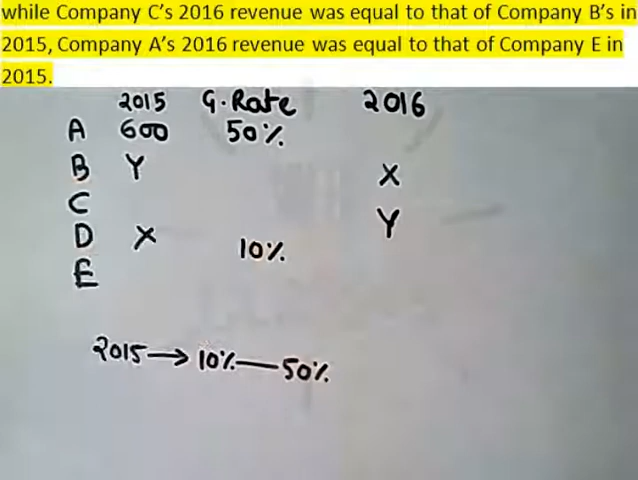 while Company C’s 2016 revenue was equal to that of Company B’s in
2015, Company A’s 2016 revenue was equal to that of Company E in
2015.
2015 G.Rate 2016
A 600 50%
B Y X
C Y
D X 10%
E
2015→10%—50%